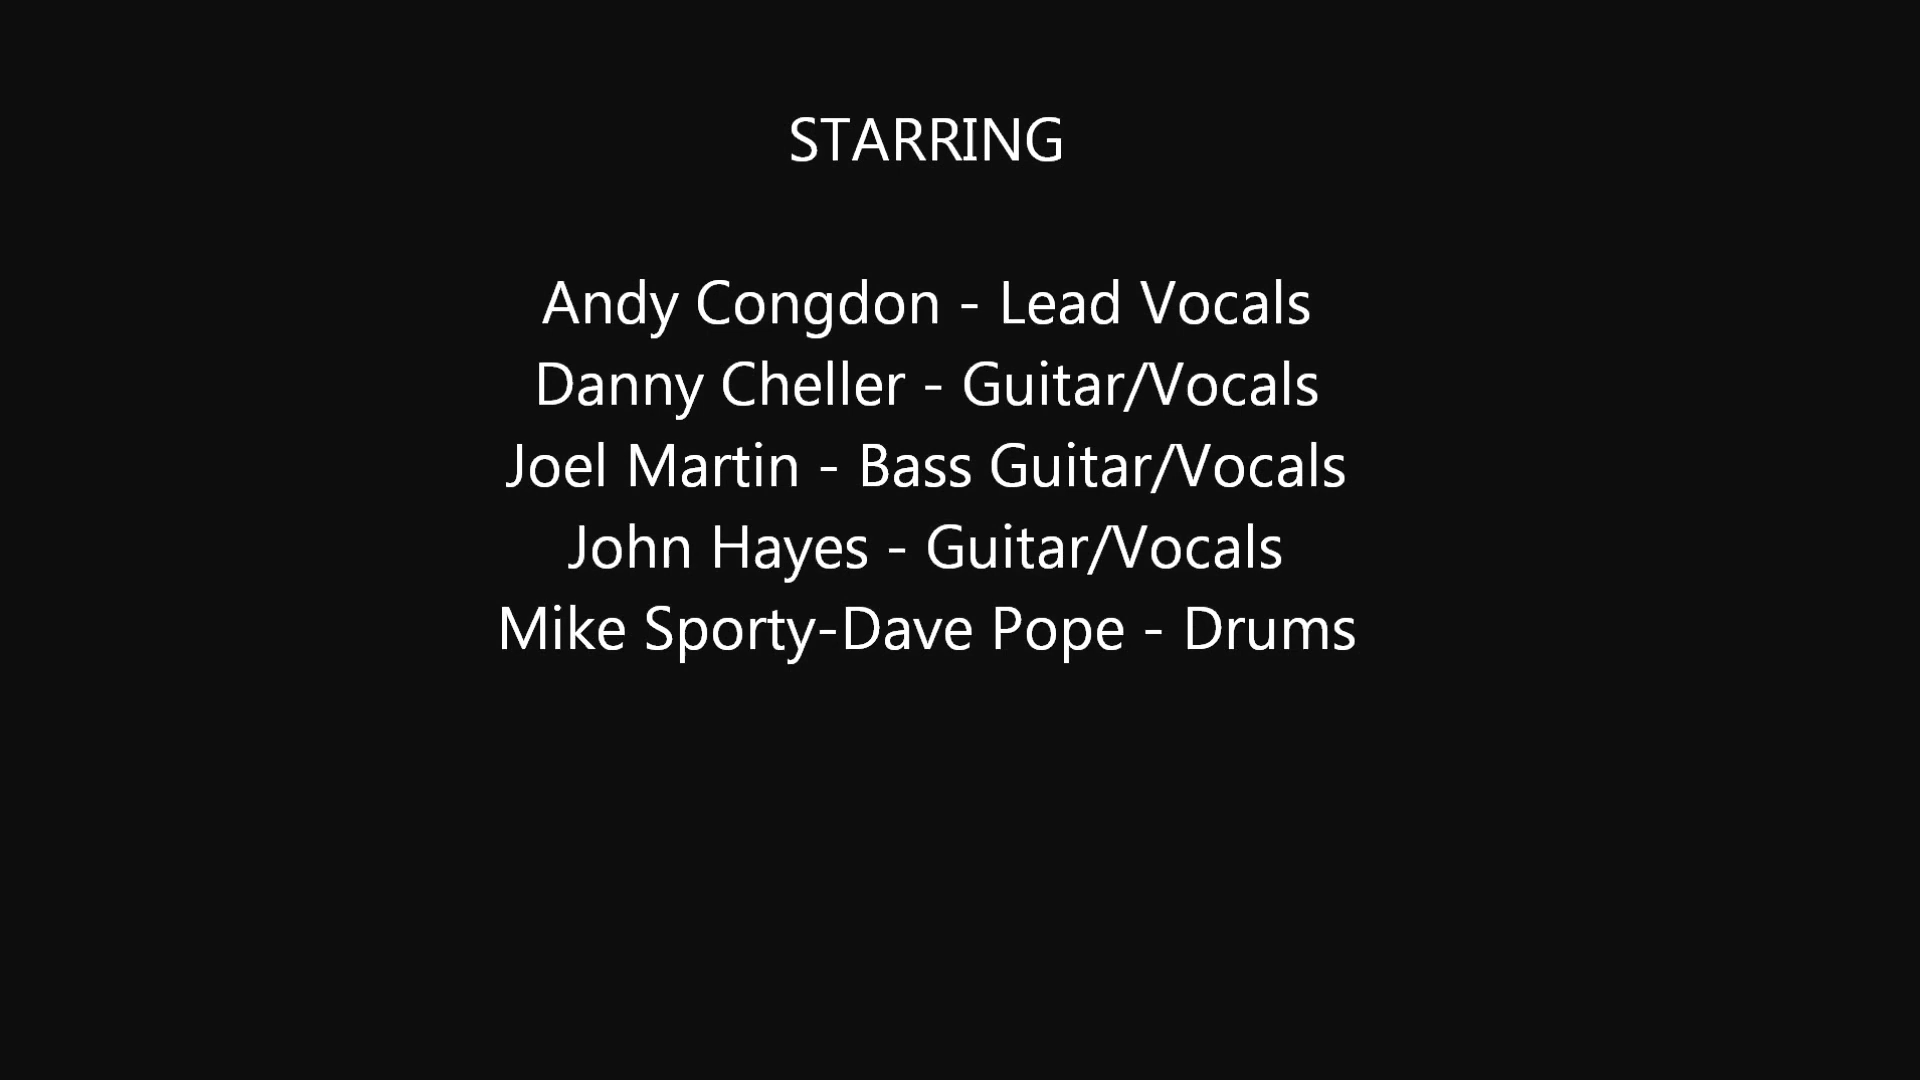 STARRING
Andy Congdon - Lead Vocals
Danny Cheller - Guitar/Vocals
Joel Martin - Bass Guitar/Vocals
John Hayes - Guitar/Vocals
Mike Sporty-Dave Pope - Drums